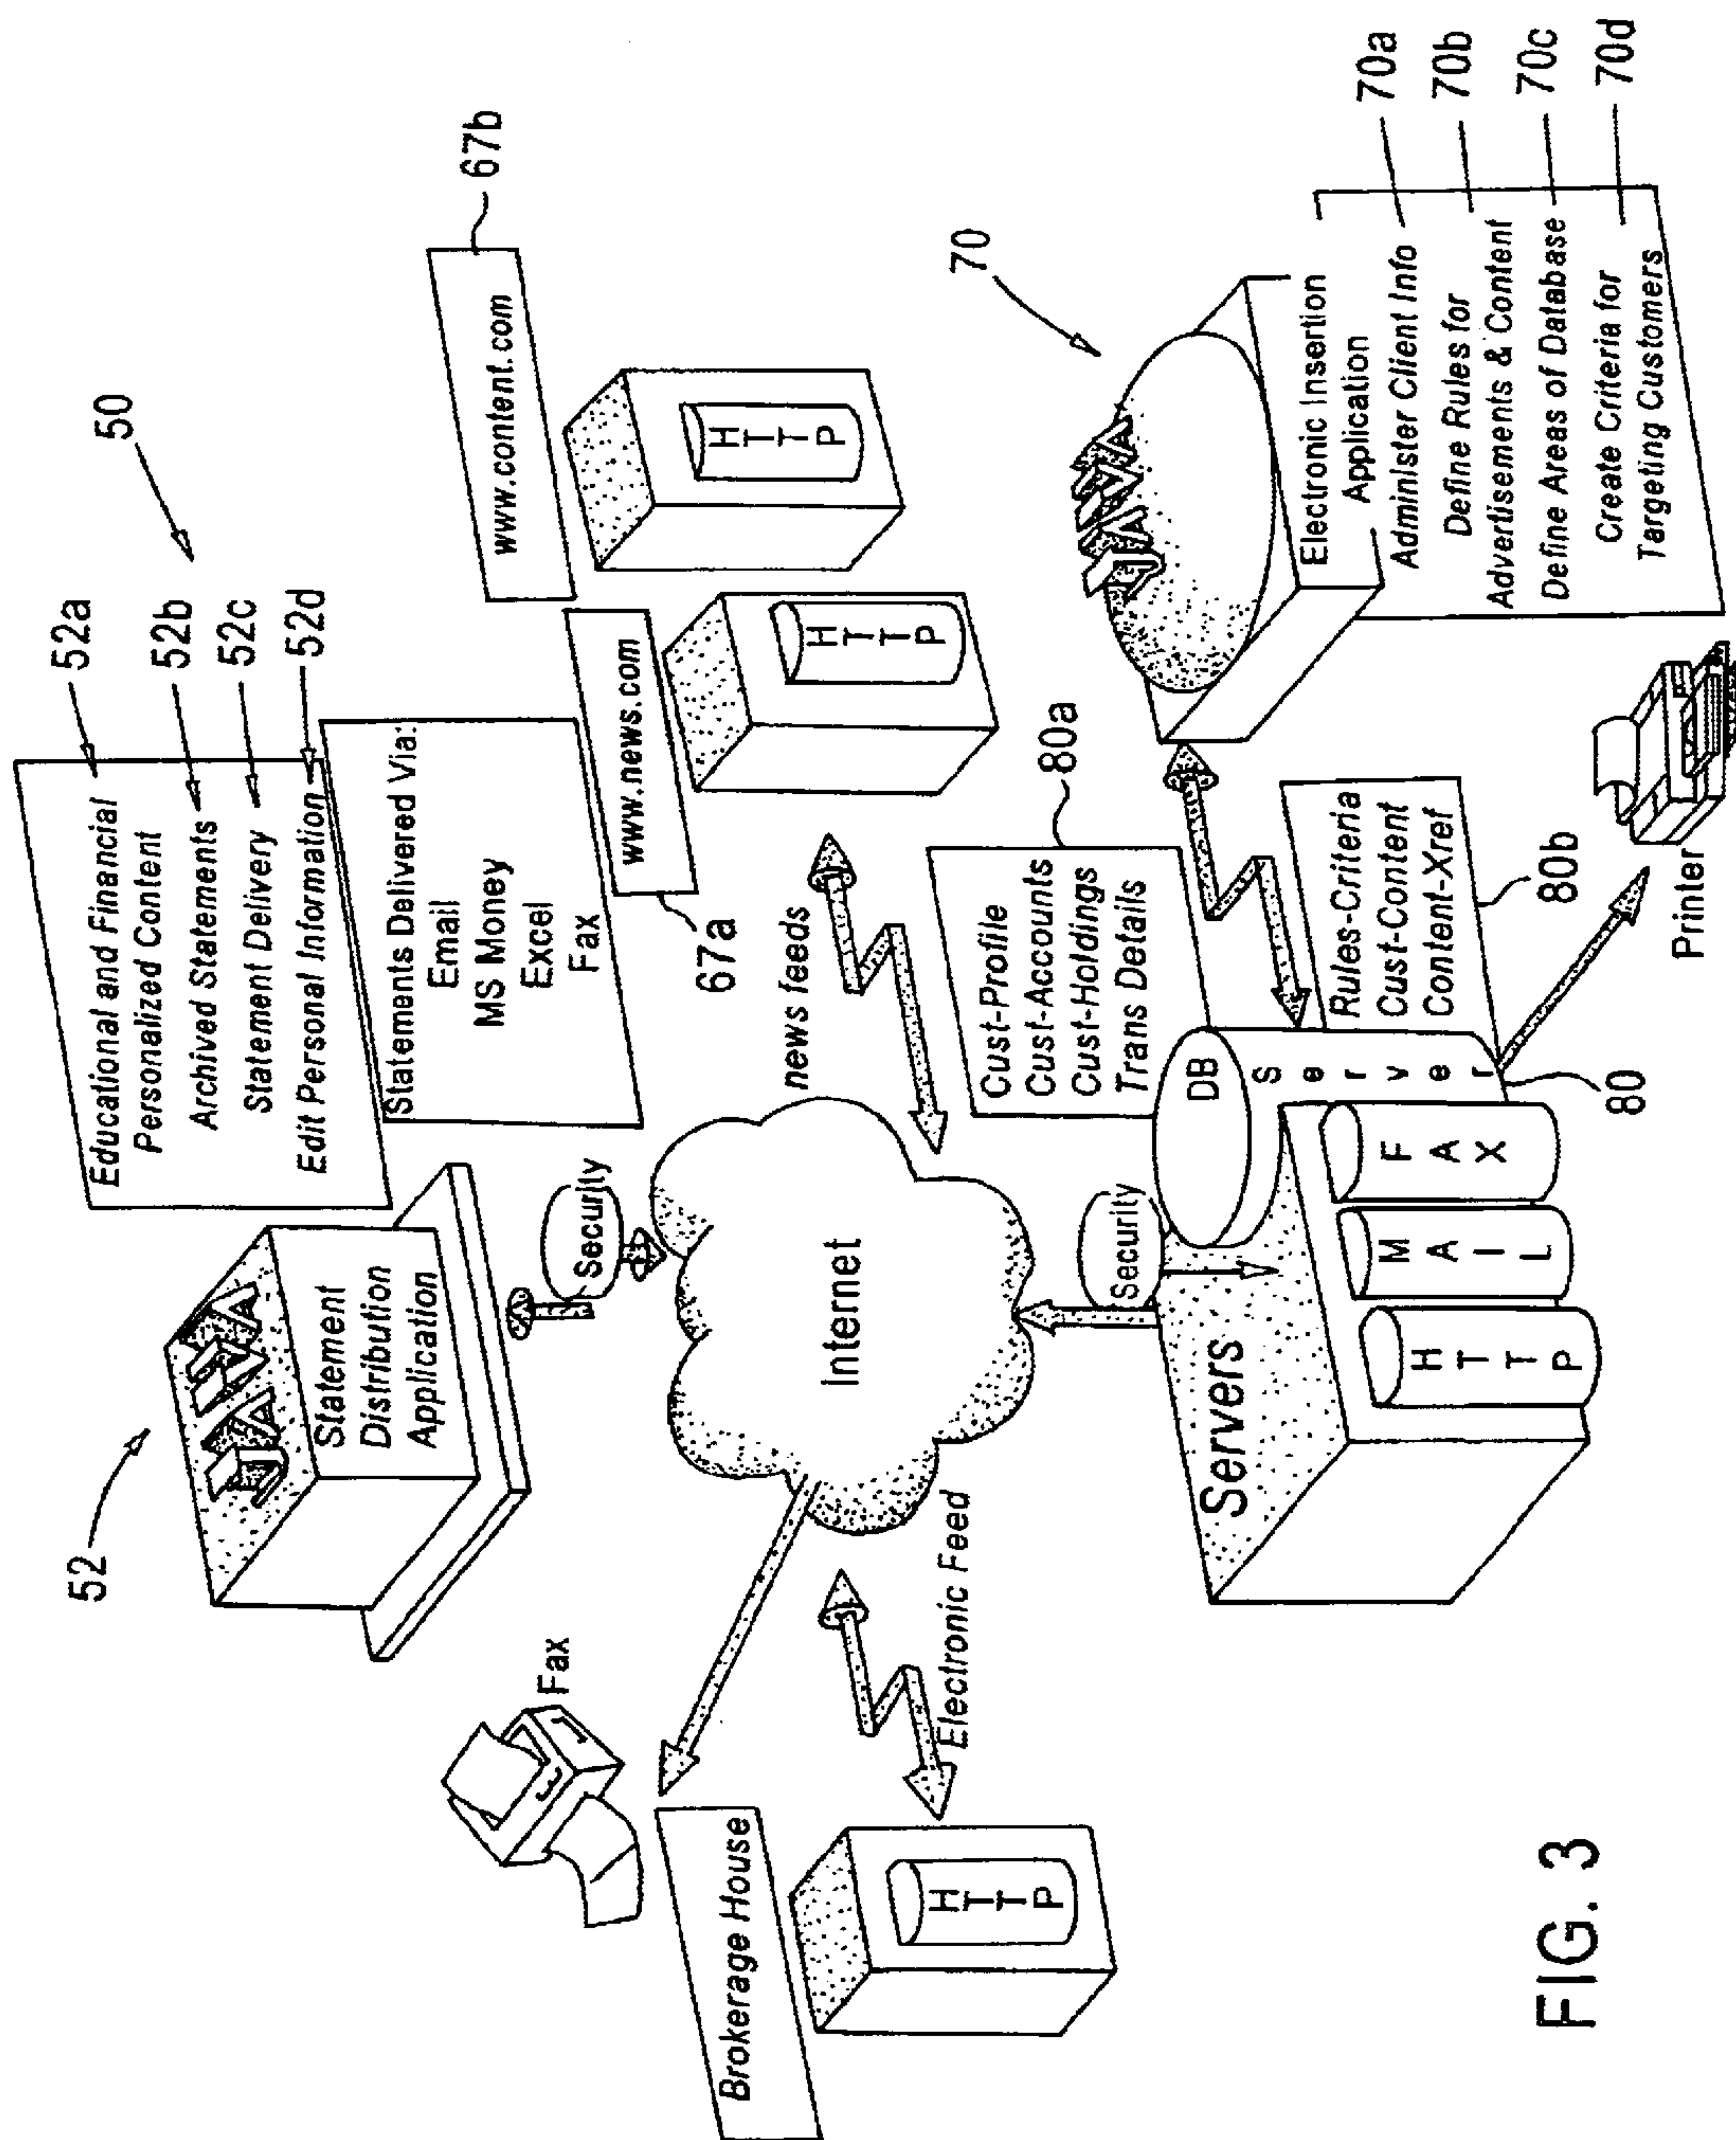 50
52
JAVA
Statement
Distribution
Application
Educational and Financial
Personalized Content
Archived Statements
Statement Delivery
Edit Personal Information
52a
52b
52c
52d
Statements Delivered Via:
Email
MS Money
Excel
Fax
www.news.com
67a
HTTP
www.content.com
67b
HTTP
Fax
Security
Internet
news feeds
Brokerage House
HTTP
Electronic Feed
Security
Servers
HTTP
MAIL
FAX
DB
Server
80
Cust-Profile
Cust-Accounts
Cust-Holdings
Trans Details
80a
Rules-Criteria
Cust-Content
Content-Xref
80b
70
JAVA
Electronic Insertion
Application
Administer Client Info
Define Rules for
Advertisements & Content
Define Areas of Database
Create Criteria for
Targeting Customers
70a
70b
70c
70d
Printer
FIG. 3